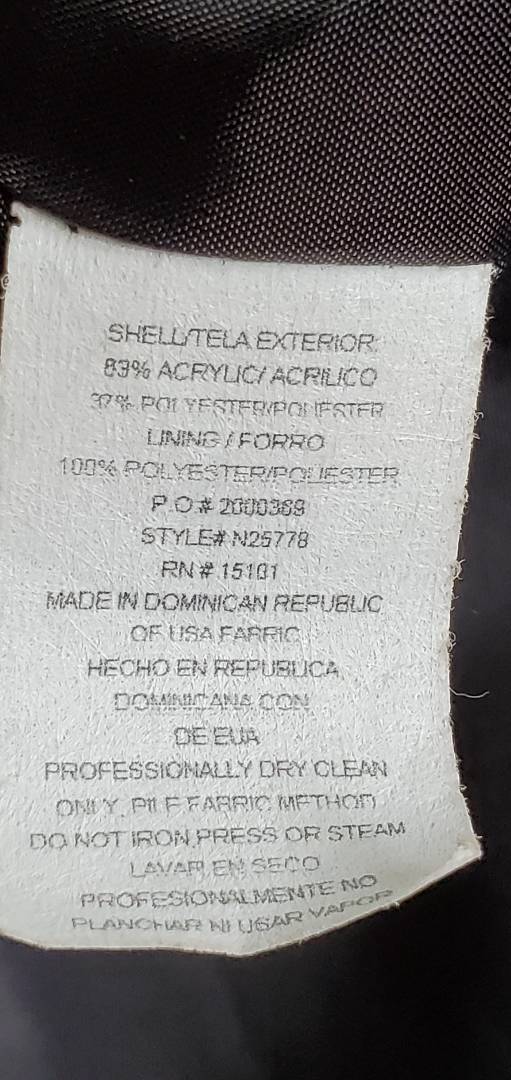 SHELL/TELA EXTERIOR:
% ACRYLIC/ ACRILICO
% POLYESTER/POLIESTER
LINING / FORRO
100% POLYESTER/POLIESTER
P.O.# 2000369
STYLE# N25778
RN # 15101
MADE IN DOMINICAN REPUBLIC
OF USA FABRIC
HECHO EN REPUBLICA
DOMINICANA CON
DE EUA
PROFESSIONALLY DRY CLEAN
ONLY. PILE FABRIC METHOD
DO NOT IRON,PRESS OR STEAM
LAVAR EN SECO
PROFESIONALMENTE NO
PLANCHAR NI USAR VAPOR